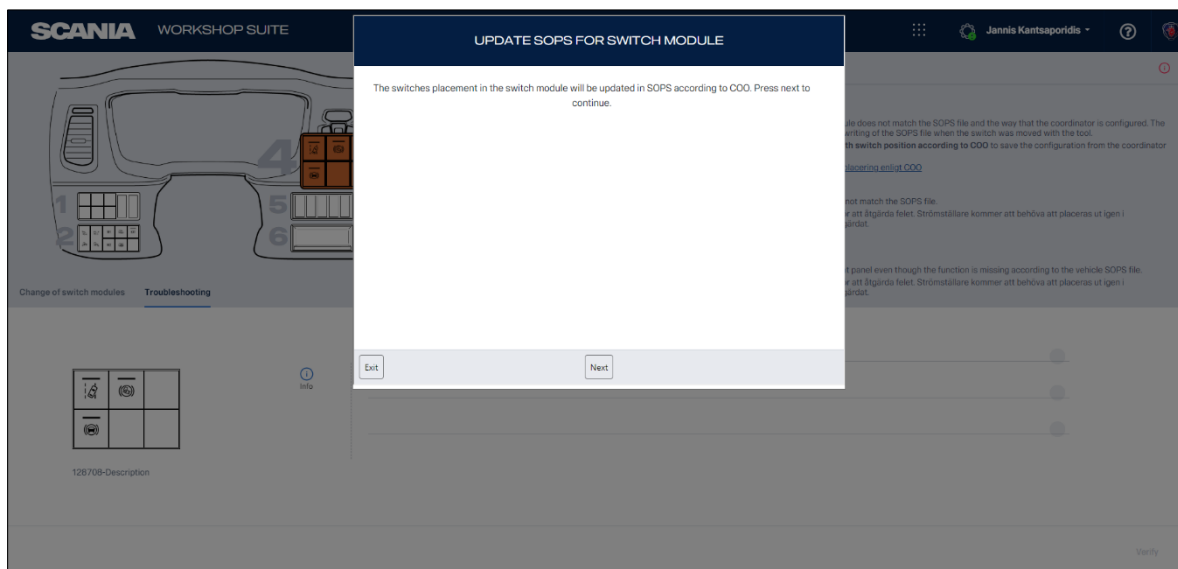 SCANIA WORKSHOP SUITE
Jannis Kantsaporidis
UPDATE SOPS FOR SWITCH MODULE
The switches placement in the switch module will be updated in SOPS according to COO. Press next to
continue.
Exit
Next
ule does not match the SOPS file and the way that the coordinator is configured. The
writing of the SOPS file when the switch was moved with the tool.
th switch position according to COO to save the configuration from the coordinator
placering enligt COO
not match the SOPS file.
r att åtgärda felet. Strömställare kommer att behöva att placeras ut igen i
t panel even though the function is missing according to the vehicle SOPS file.
r att åtgärda felet. Strömställare kommer att behöva att placeras ut igen i
1
2
4
5
6
Change of switch modules
Troubleshooting
Info
128708-Description
Verify